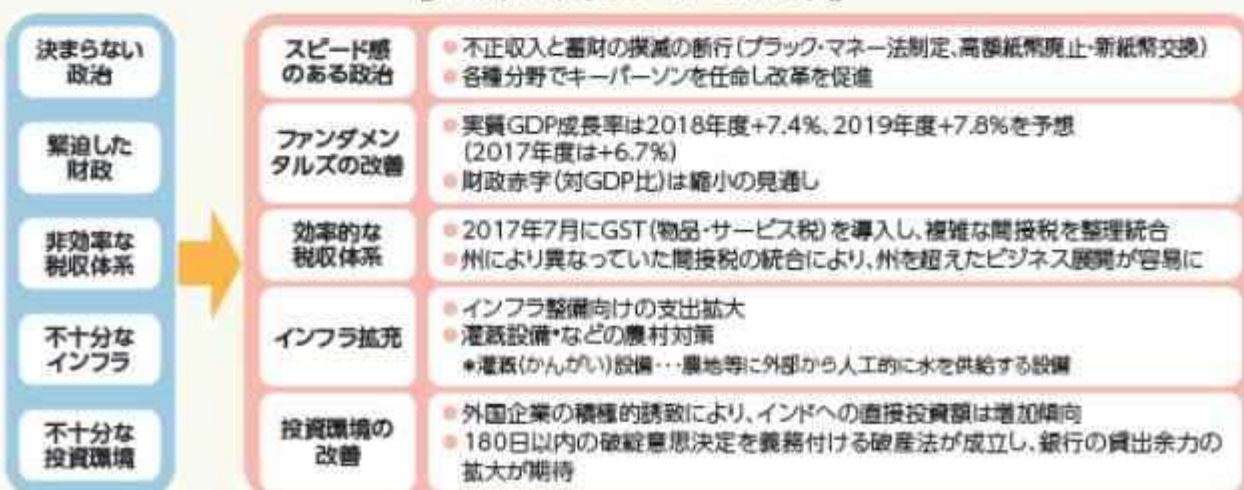 決まらない
政治
緊迫した
財政
非効率な
税収体系
不十分な
インフラ
不十分な
投資環境
スピード感
のある政治
●不正収入と蓄財の撲滅の断行(ブラック・マネー法制定、高額紙幣廃止・新紙幣交換)
●各種分野でキーパーソンを任命し改革を促進
ファンダメン
タルズの改善
●実質GDP成長率は2018年度+7.4%、2019年度+7.8%を予想
(2017年度は+6.7%)
●財政赤字(対GDP比)は縮小の見通し
効率的な
税収体系
●2017年7月にGST(物品・サービス税)を導入し、複雑な間接税を整理統合
●州により異なっていた間接税の統合により、州を超えたビジネス展開が容易に
インフラ拡充
●インフラ整備向けの支出拡大
●灌漑設備*などの農村対策
*灌漑(かんがい)設備・・・農地等に外部から人工的に水を供給する設備
投資環境の
改善
●外国企業の積極的誘致により、インドへの直接投資額は増加傾向
●180日以内の破綻意思決定を義務付ける破産法が成立し、銀行の貸出余力の
拡大が期待